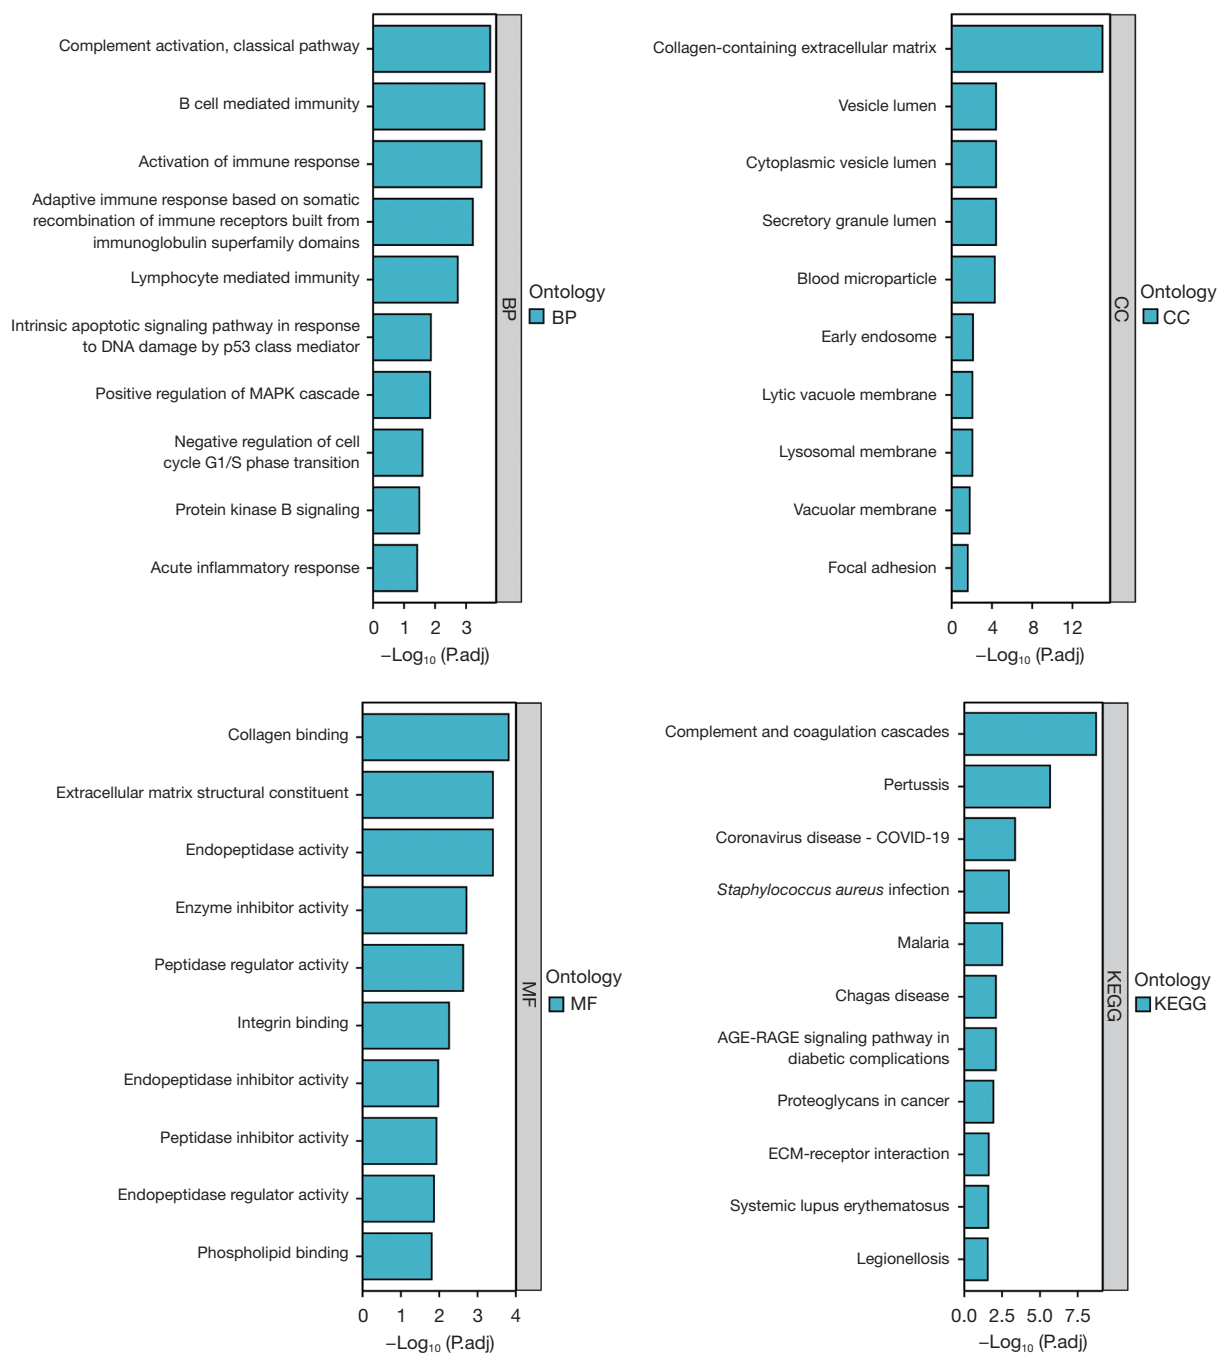 Complement activation, classical pathway
B cell mediated immunity
Activation of immune response
Adaptive immune response based on somatic
recombination of immune receptors built from
immunoglobulin superfamily domains
Lymphocyte mediated immunity
Intrinsic apoptotic signaling pathway in response
to DNA damage by p53 class mediator
Positive regulation of MAPK cascade
Negative regulation of cell
cycle G1/S phase transition
Protein kinase B signaling
Acute inflammatory response
0 1 2 3
−Log₁₀ (P.adj)
BP
Ontology
BP
Collagen-containing extracellular matrix
Vesicle lumen
Cytoplasmic vesicle lumen
Secretory granule lumen
Blood microparticle
Early endosome
Lytic vacuole membrane
Lysosomal membrane
Vacuolar membrane
Focal adhesion
0 4 8 12
−Log₁₀ (P.adj)
CC
Ontology
CC
Collagen binding
Extracellular matrix structural constituent
Endopeptidase activity
Enzyme inhibitor activity
Peptidase regulator activity
Integrin binding
Endopeptidase inhibitor activity
Peptidase inhibitor activity
Endopeptidase regulator activity
Phospholipid binding
0 1 2 3 4
−Log₁₀ (P.adj)
MF
Ontology
MF
Complement and coagulation cascades
Pertussis
Coronavirus disease - COVID-19
Staphylococcus aureus infection
Malaria
Chagas disease
AGE-RAGE signaling pathway in
diabetic complications
Proteoglycans in cancer
ECM-receptor interaction
Systemic lupus erythematosus
Legionellosis
0.0 2.5 5.0 7.5
−Log₁₀ (P.adj)
KEGG
Ontology
KEGG